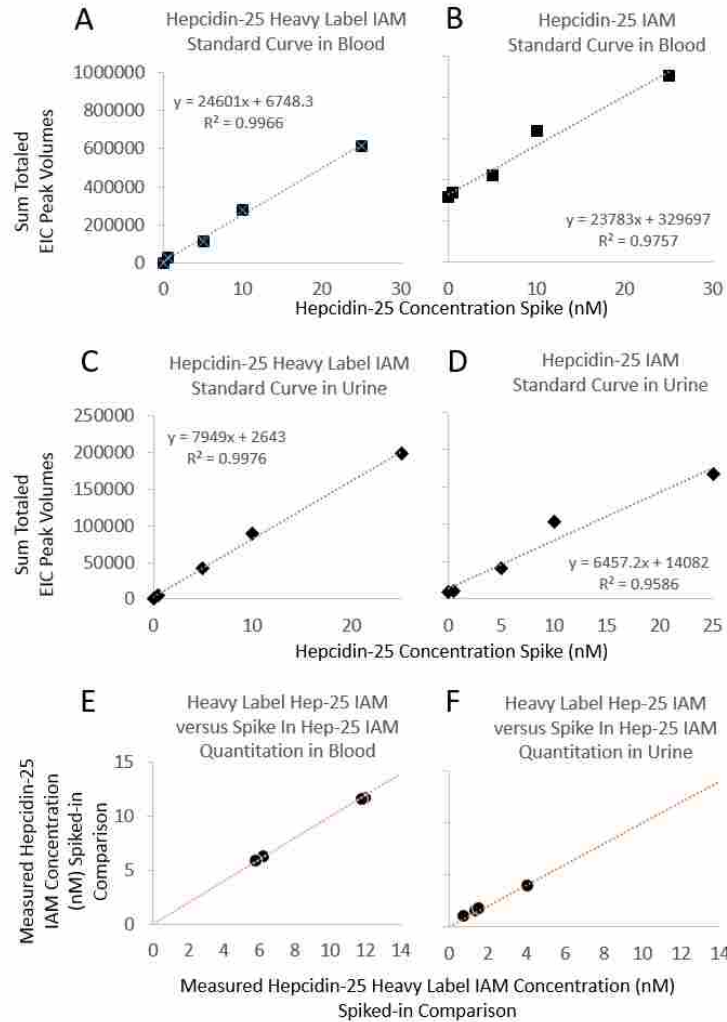 A
Hepcidin-25 Heavy Label IAM
Standard Curve in Blood
B
Hepcidin-25 IAM
Standard Curve in Blood
Sum Totaled
EIC Peak Volumes
1000000
800000
600000
400000
200000
0
y = 24601x + 6748.3
R² = 0.9966
y = 23783x + 329697
R² = 0.9757
0 10 20 30
0 10 20 30
Hepcidin-25 Concentration Spike (nM)
C
Hepcidin-25 Heavy Label IAM
Standard Curve in Urine
D
Hepcidin-25 IAM
Standard Curve in Urine
Sum Totaled
EIC Peak Volumes
250000
200000
150000
100000
50000
0
y = 7949x + 2643
R² = 0.9976
y = 6457.2x + 14082
R² = 0.9586
0 10 20
0 5 10 15 20 25
Hepcidin-25 Concentration Spike (nM)
E
Heavy Label Hep-25 IAM
versus Spike In Hep-25 IAM
Quantitation in Blood
F
Heavy Label Hep-25 IAM
versus Spike In Hep-25 IAM
Quantitation in Urine
Measured Hepcidin-25
IAM Concentration
(nM) Spiked-in
Comparison
15
10
5
0
0 2 4 6 8 10 12 14
0 2 4 6 8 10 12 14
Measured Hepcidin-25 Heavy Label IAM Concentration (nM)
Spiked-in Comparison